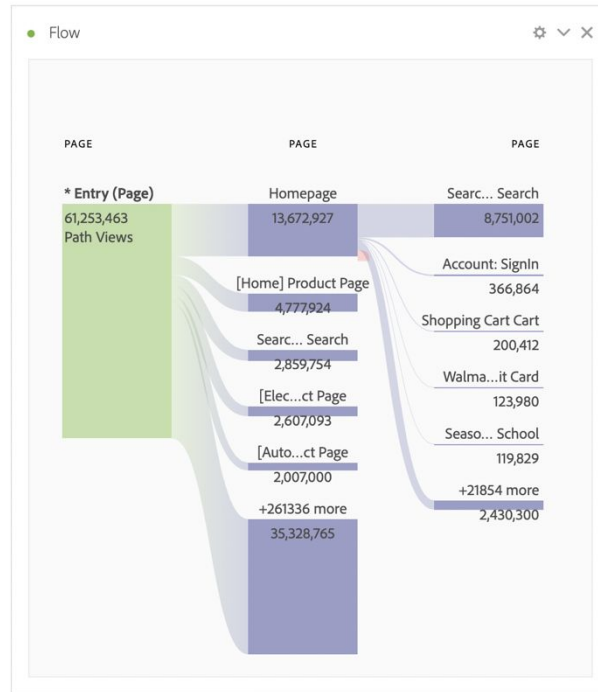 Flow
PAGE
PAGE
PAGE
* Entry (Page)
61,253,463
Path Views
Homepage
13,672,927
[Home] Product Page
4,777,924
Searc... Search
2,859,754
[Elec...ct Page
2,607,093
[Auto...ct Page
2,007,000
+261336 more
35,328,765
Searc... Search
8,751,002
Account: SignIn
366,864
Shopping Cart Cart
200,412
Walma...it Card
123,980
Seaso... School
119,829
+21854 more
2,430,300